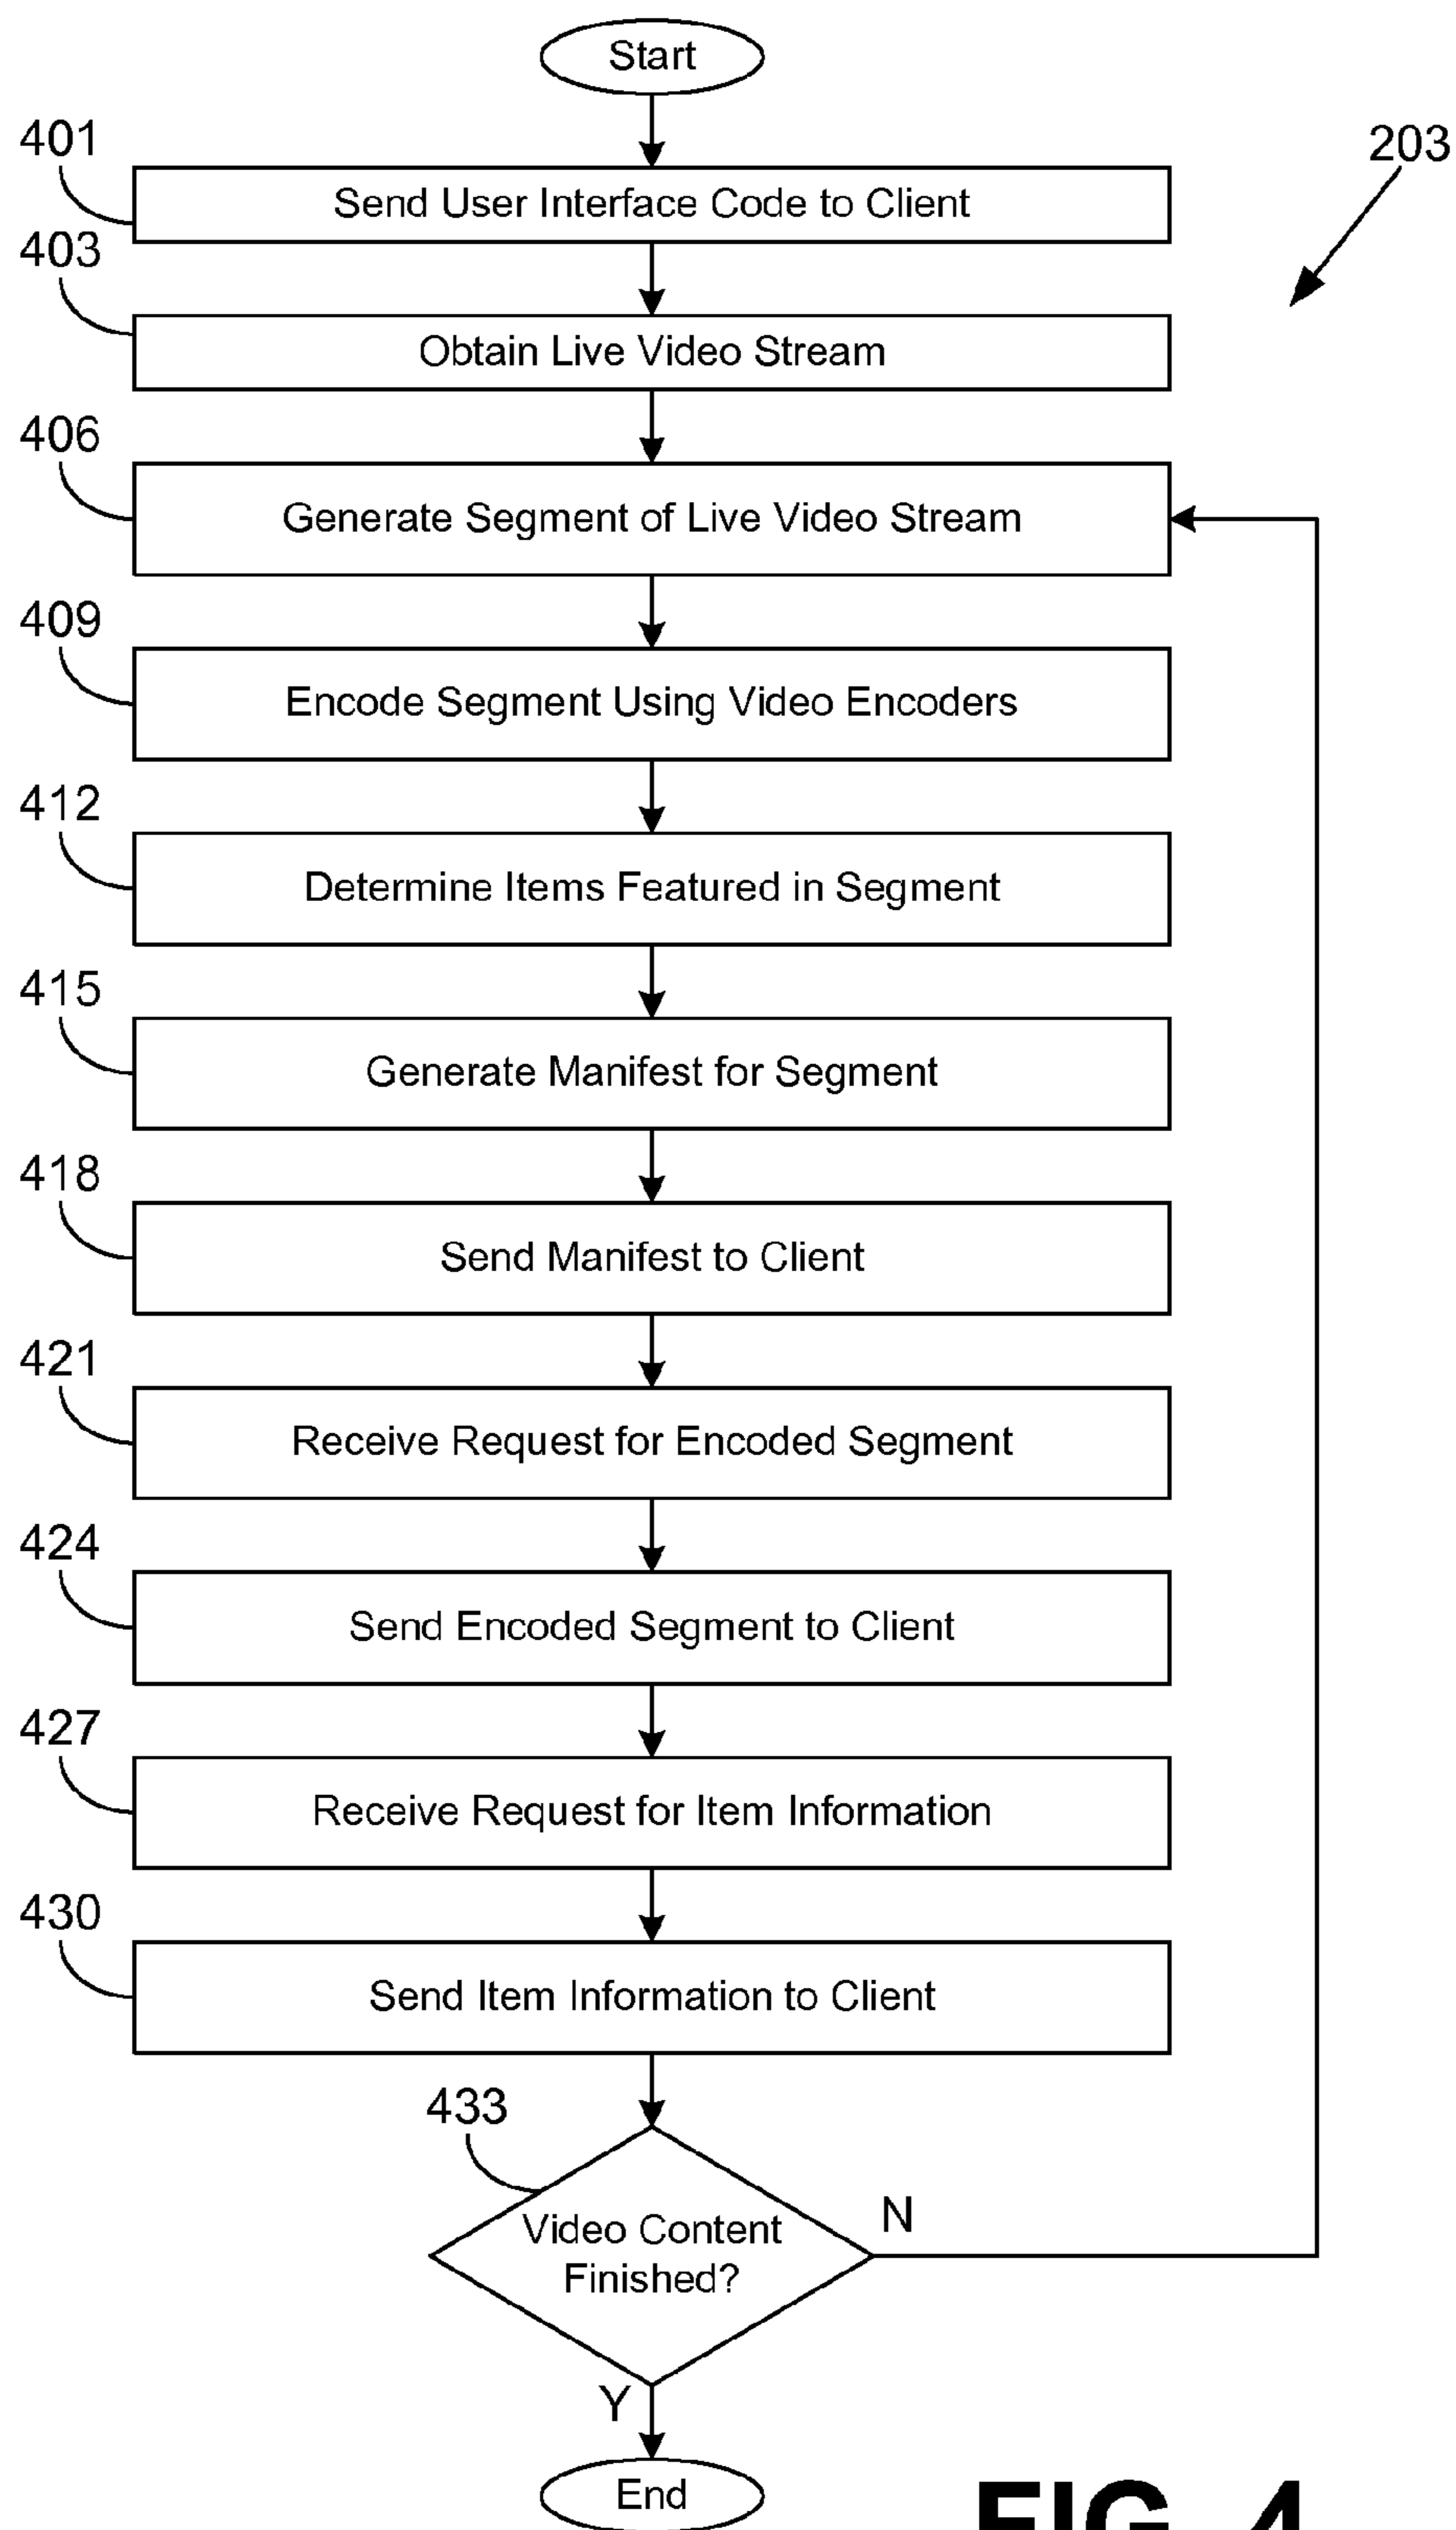 Start
401
203
Send User Interface Code to Client
403
Obtain Live Video Stream
406
Generate Segment of Live Video Stream
409
Encode Segment Using Video Encoders
412
Determine Items Featured in Segment
415
Generate Manifest for Segment
418
Send Manifest to Client
421
Receive Request for Encoded Segment
424
Send Encoded Segment to Client
427
Receive Request for Item Information
430
Send Item Information to Client
433
Video Content
Finished?
N
Y
End
FIG. 4